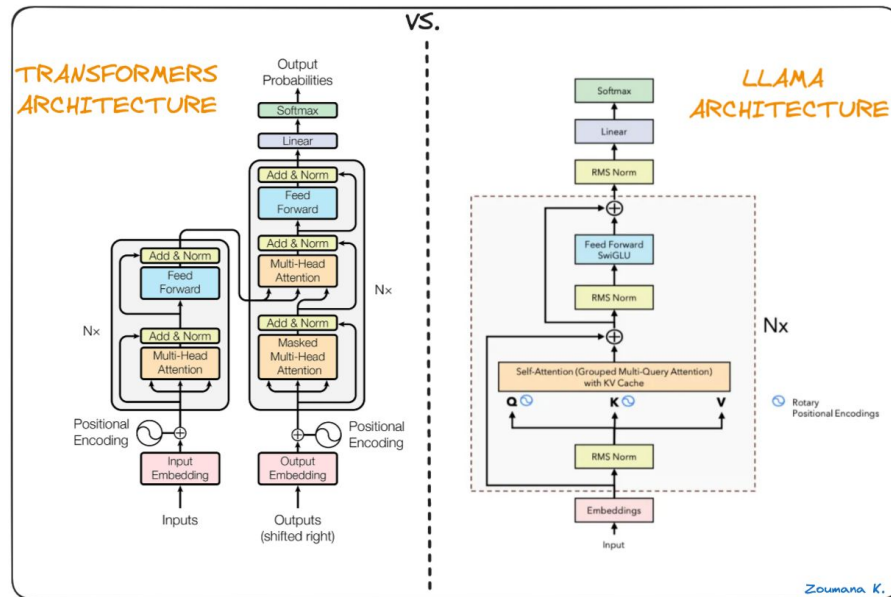 VS.
TRANSFORMERS
ARCHITECTURE
Output
Probabilities
Softmax
Linear
Add & Norm
Feed
Forward
Add & Norm
Multi-Head
Attention
Add & Norm
Masked
Multi-Head
Attention
Nx
Positional
Encoding
Output
Embedding
Outputs
(shifted right)
Add & Norm
Feed
Forward
Add & Norm
Multi-Head
Attention
Nx
Positional
Encoding
Input
Embedding
Inputs
LLAMA
ARCHITECTURE
Softmax
Linear
RMS Norm
Feed Forward
SwiGLU
RMS Norm
Nx
Self-Attention (Grouped Multi-Query Attention)
with KV Cache
Q K V
Rotary
Positional Encodings
RMS Norm
Embeddings
Input
Zoumana K.